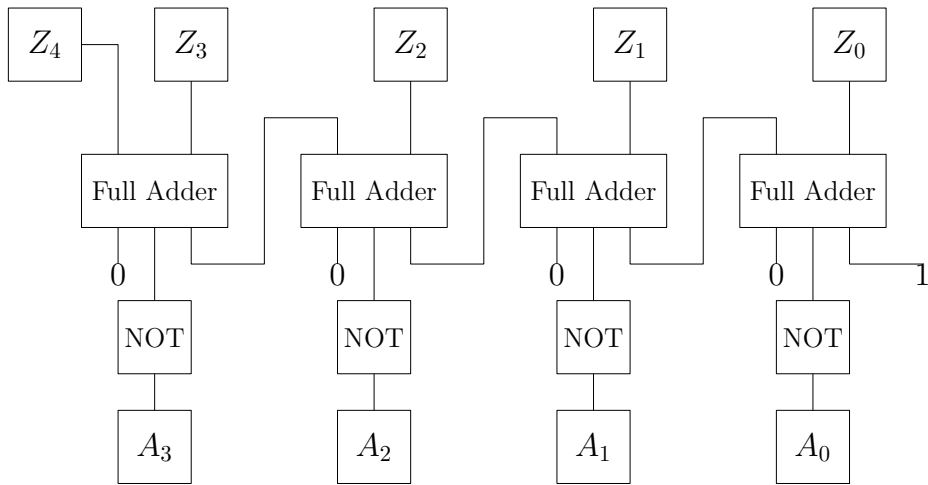 Z₄ Z₃ Z₂ Z₁ Z₀
Full Adder Full Adder Full Adder Full Adder
0 0 0 0 1
NOT NOT NOT NOT
A₃ A₂ A₁ A₀